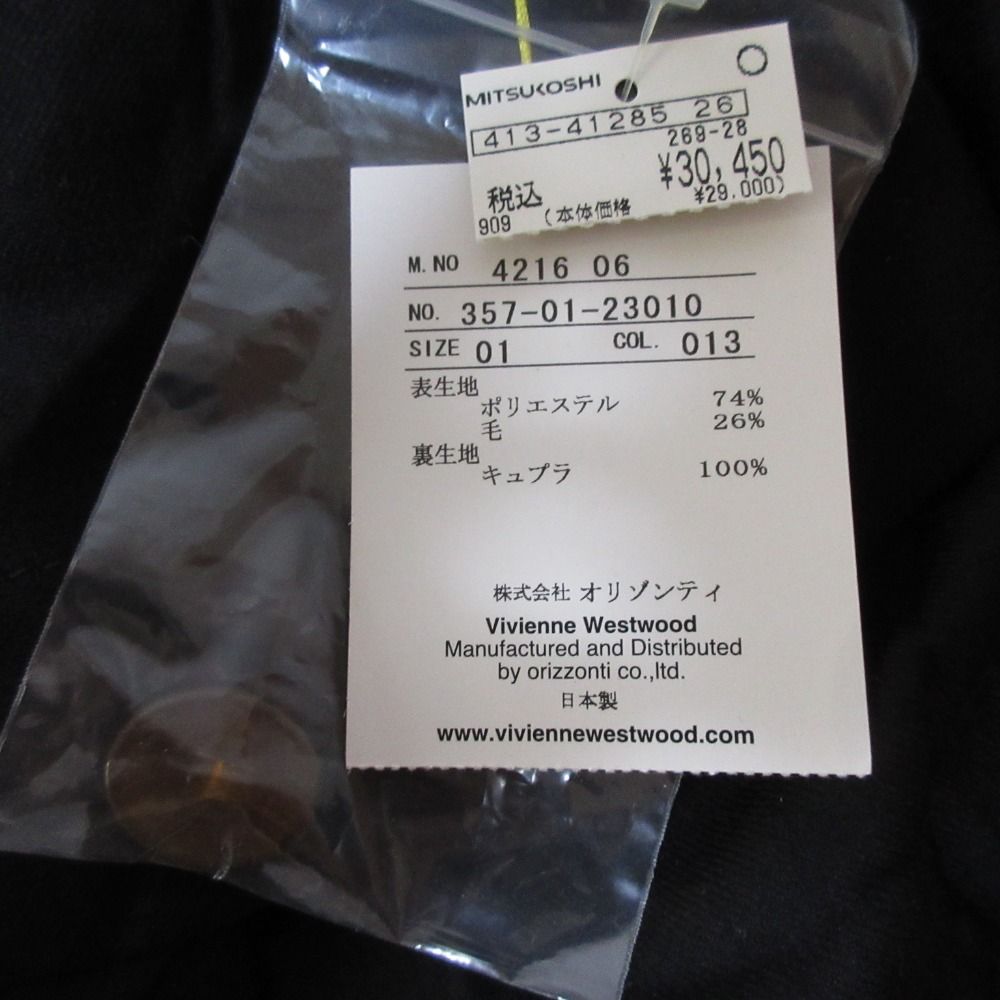 MITSUKOSHI
413-41285 26
269-28
¥30,450
税込
¥29.000)
909 (本体価格
M.NO 4216 06
NO. 357-01-23010
SIZE 01 COL. 013
表生地
ポリエステル 74%
毛 26%
裏生地
キュプラ 100%
株式会社 オリゾンティ
Vivienne Westwood
Manufactured and Distributed
by orizzonti co.,ltd.
日本製
www.viviennewestwood.com